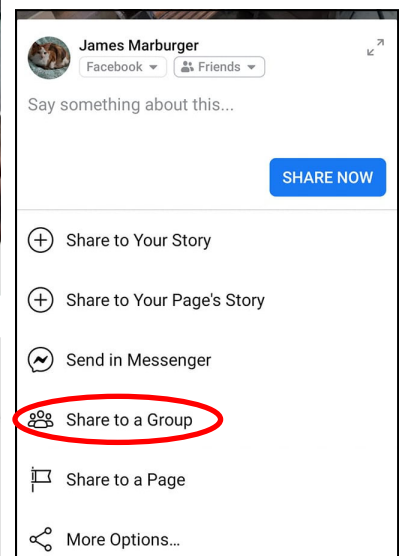 James Marburger
Facebook Friends
Say something about this...
SHARE NOW
Share to Your Story
Share to Your Page's Story
Send in Messenger
Share to a Group
Share to a Page
More Options...